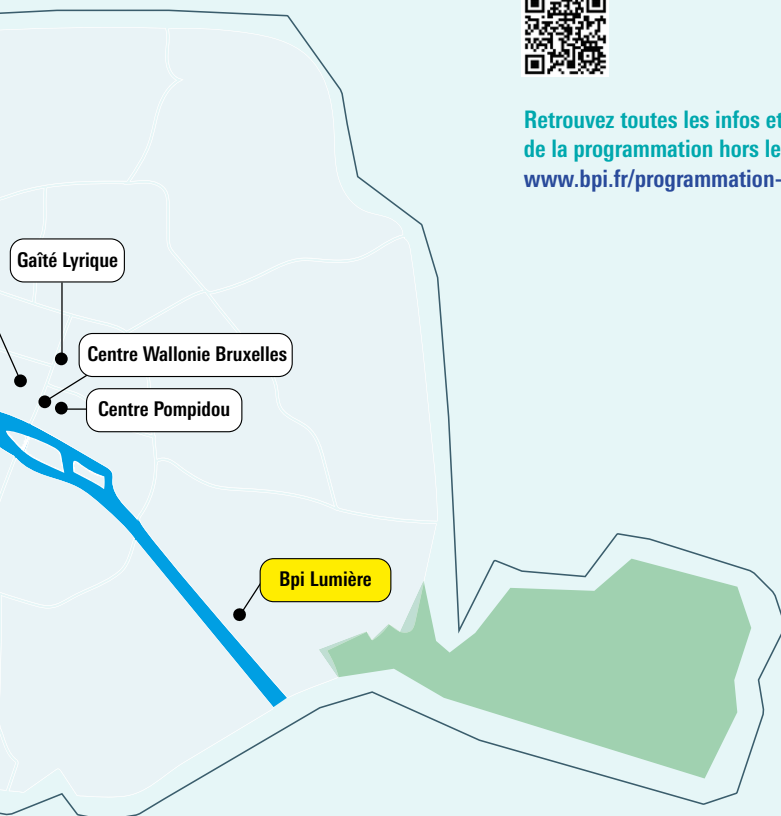 Retrouvez toutes les infos et
de la programmation hors le
www.bpi.fr/programmation-
Gaîté Lyrique
Centre Wallonie Bruxelles
Centre Pompidou
Bpi Lumière